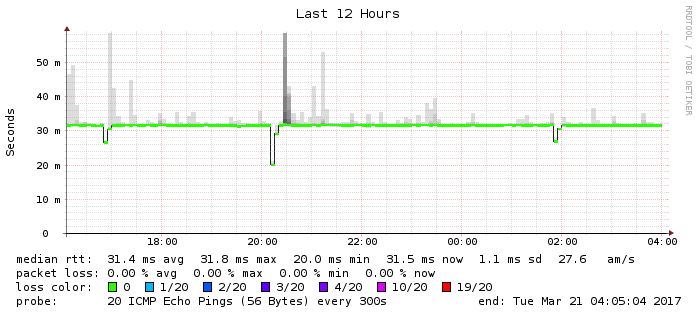 Last 12 Hours
RRDTOOL / TOBI OETIKER
Seconds
50 m
40 m
30 m
20 m
10 m
0
18:00 20:00 22:00 00:00 02:00 04:00
median rtt: 31.4 ms avg 31.8 ms max 20.0 ms min 31.5 ms now 1.1 ms sd 27.6 am/s
packet loss: 0.00 % avg 0.00 % max 0.00 % min 0.00 % now
loss color: 0 1/20 2/20 3/20 4/20 10/20 19/20
probe: 20 ICMP Echo Pings (56 Bytes) every 300s end: Tue Mar 21 04:05:04 2017